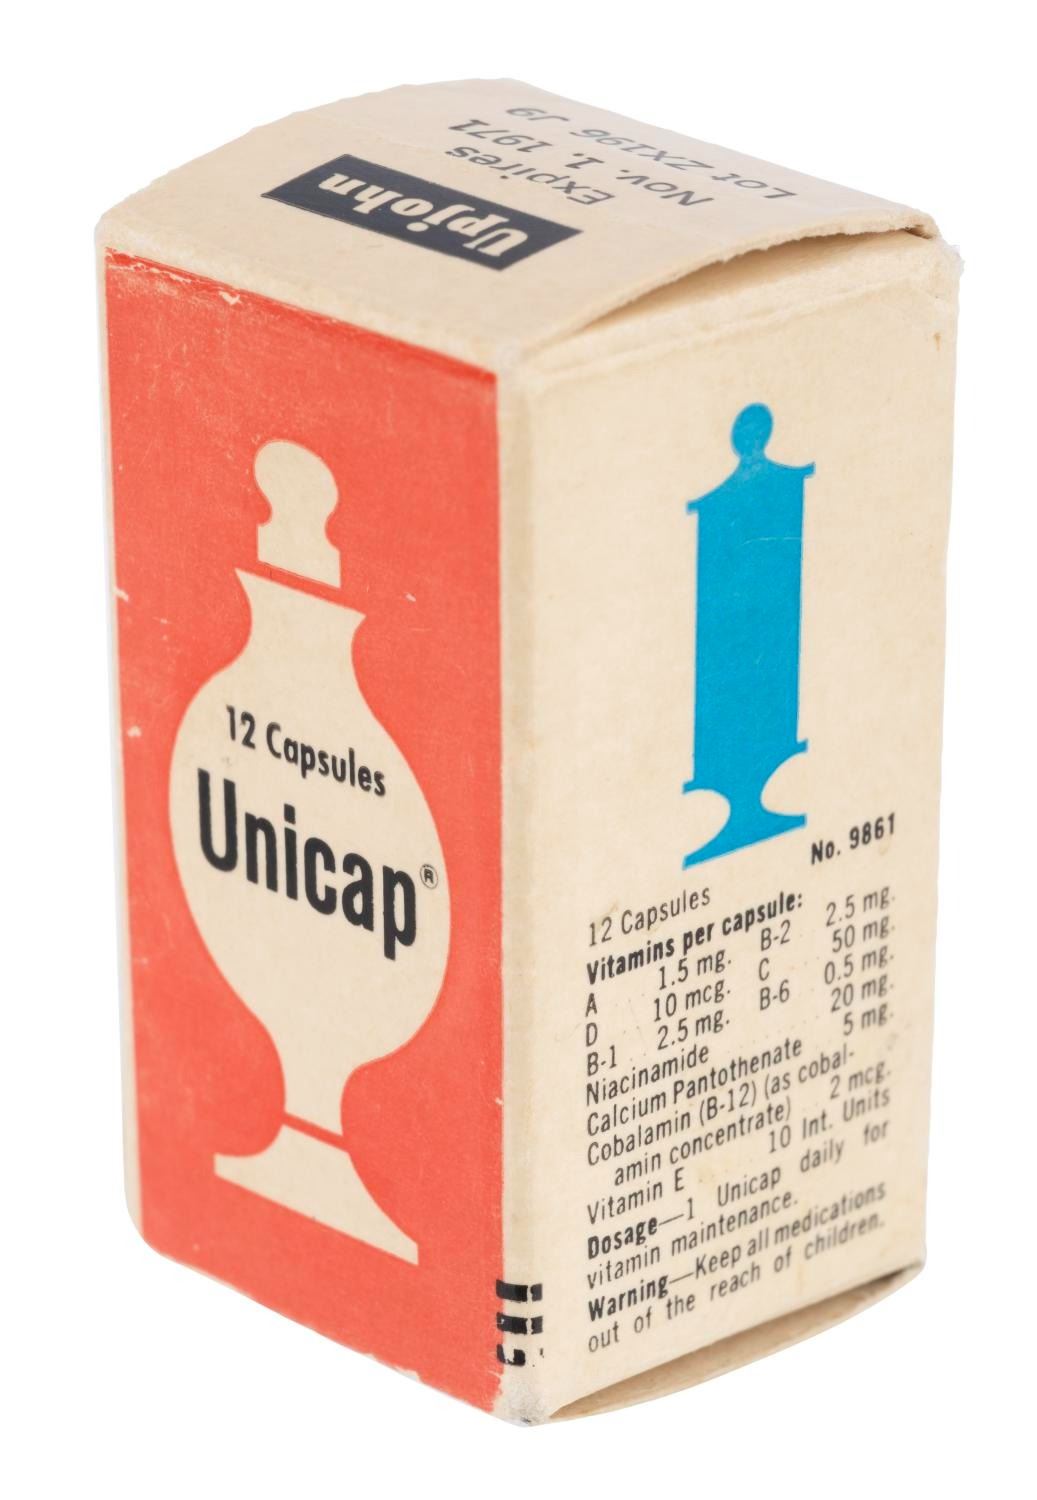 Upjohn
Expires
Nov. 1, 1971
Lot ZX196 J9
12 Capsules
Unicap®
No. 9861
12 Capsules
Vitamins per capsule:
A 1.5 mg. B-2 2.5 mg.
D 10 mcg. C 50 mg.
B-1 2.5 mg. B-6 0.5 mg.
Niacinamide 20 mg.
Calcium Pantothenate 5 mg.
Cobalamin (B-12) (as cobal-
amin concentrate) 2 mcg.
Vitamin E 10 Int. Units
Dosage—1 Unicap daily for
vitamin maintenance.
Warning—Keep all medications
out of the reach of children.